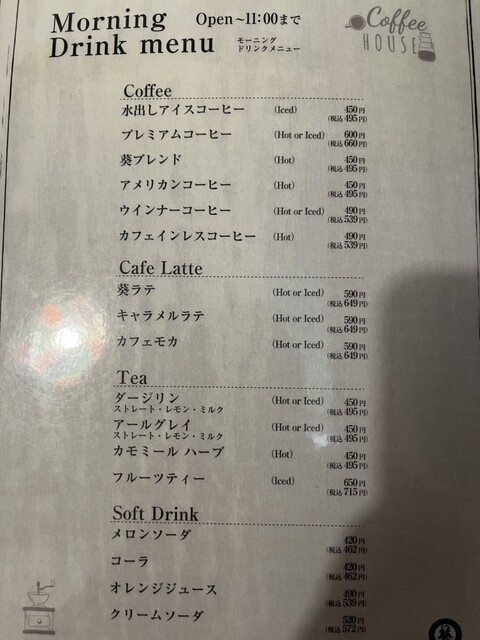 Morning
Drink menu
Open~11:00まで
モーニング
ドリンクメニュー
Coffee
HOUSE
Coffee
水出しアイスコーヒー (Iced) 450円
(税込495円)
プレミアムコーヒー (Hot or Iced) 600円
(税込660円)
葵ブレンド (Hot) 450円
(税込495円)
アメリカンコーヒー (Hot) 450円
(税込495円)
ウインナーコーヒー (Hot or Iced) 490円
(税込539円)
カフェインレスコーヒー (Hot) 490円
(税込539円)
Cafe Latte
葵ラテ (Hot or Iced) 590円
(税込649円)
キャラメルラテ (Hot or Iced) 590円
(税込649円)
カフェモカ (Hot or Iced) 590円
(税込649円)
Tea
ダージリン (Hot or Iced) 450円
ストレート・レモン・ミルク (税込495円)
アールグレイ (Hot or Iced) 450円
ストレート・レモン・ミルク (税込495円)
カモミール ハーブ (Hot) 450円
(税込495円)
フルーツティー (Iced) 650円
(税込715円)
Soft Drink
メロンソーダ 420円
(税込462円)
コーラ 420円
(税込462円)
オレンジジュース 490円
(税込539円)
クリームソーダ 520円
(税込572円)